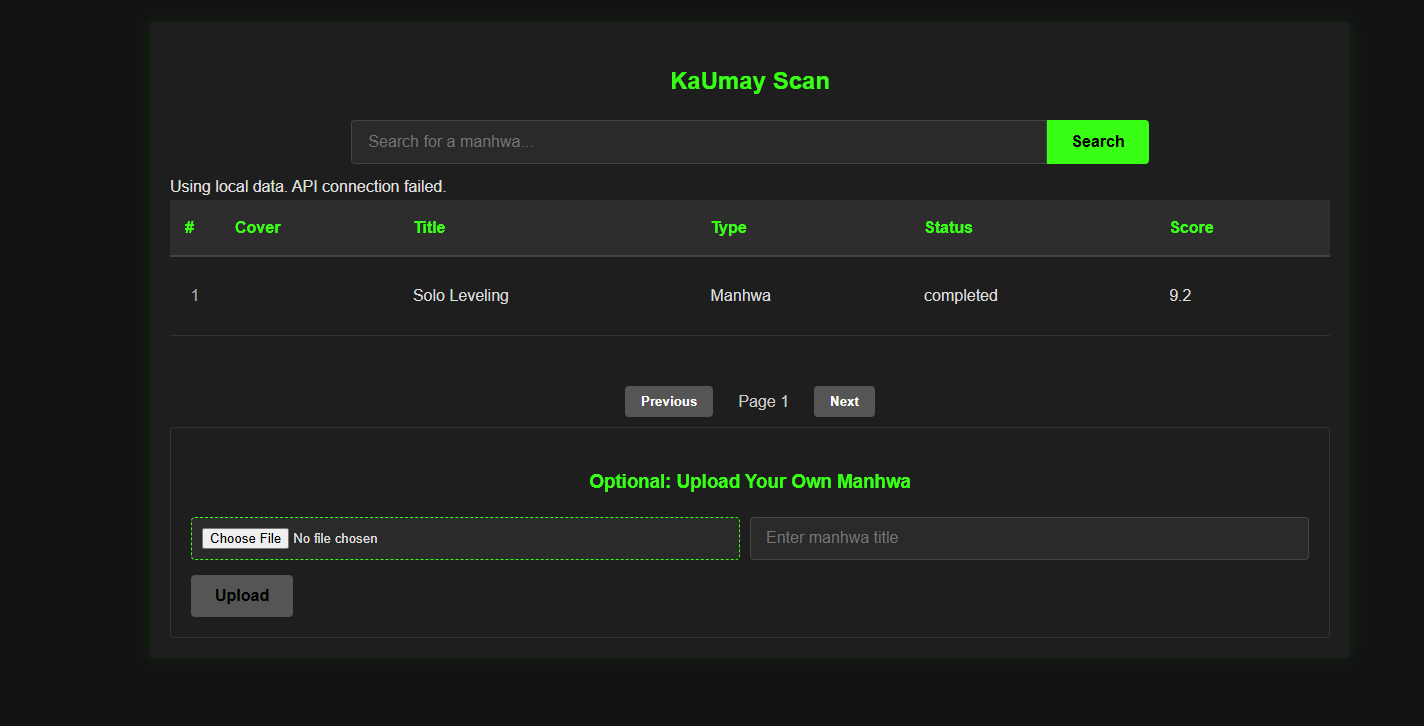 KaUmay Scan
Search for a manhwa...
Search
Using local data. API connection failed.
# Cover Title Type Status Score
1 Solo Leveling Manhwa completed 9.2
Previous Page 1 Next
Optional: Upload Your Own Manhwa
Choose File No file chosen Enter manhwa title
Upload